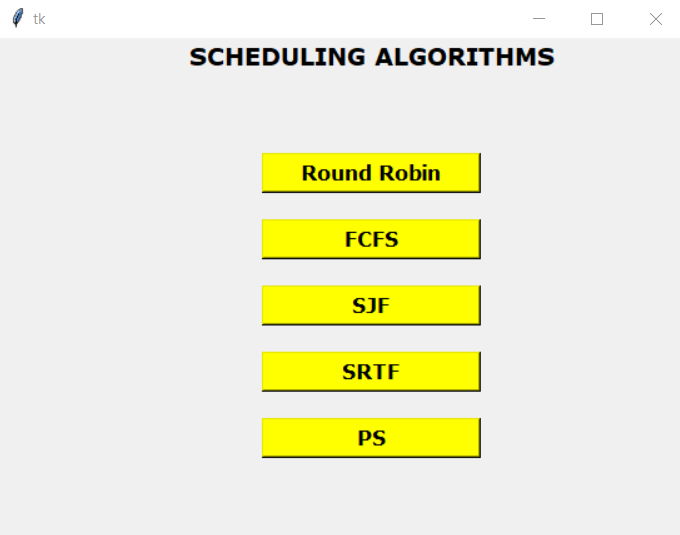 tk
SCHEDULING ALGORITHMS
Round Robin
FCFS
SJF
SRTF
PS